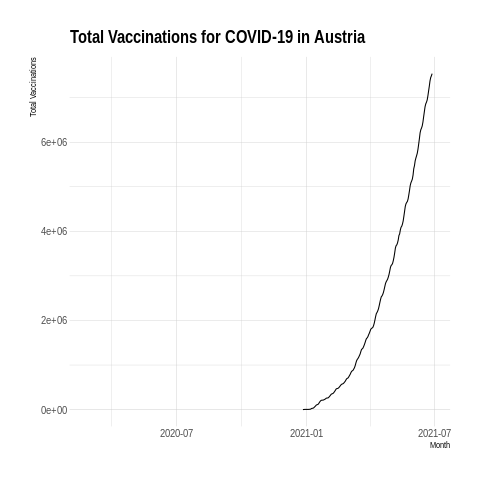 Total Vaccinations for COVID-19 in Austria
Total Vaccinations
6e+06
4e+06
2e+06
0e+00
2020-07 2021-01 2021-07
Month